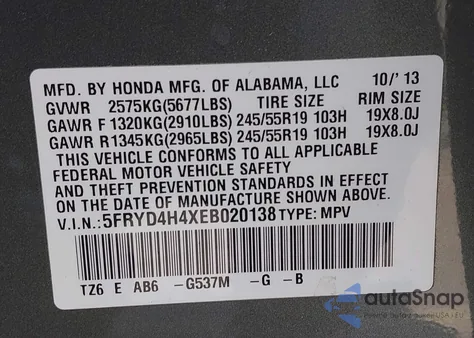 MFD. BY HONDA MFG. OF ALABAMA, LLC 10/'13
GVWR 2575KG(5677LBS) TIRE SIZE RIM SIZE
GAWR F1320KG(2910LBS) 245/55R19 103H 19X8.0J
GAWR R1345KG(2965LBS) 245/55R19 103H 19X8.0J
THIS VEHICLE CONFORMS TO ALL APPLICABLE
FEDERAL MOTOR VEHICLE SAFETY
AND THEFT PREVENTION STANDARDS IN EFFECT
ON THE DATE OF MANUFACTURE SHOWN ABOVE.
V.I.N.:5FRYD4H4XEB020138 TYPE: MPV
TZ6 E AB6 -G537M -G -B
autoSnap